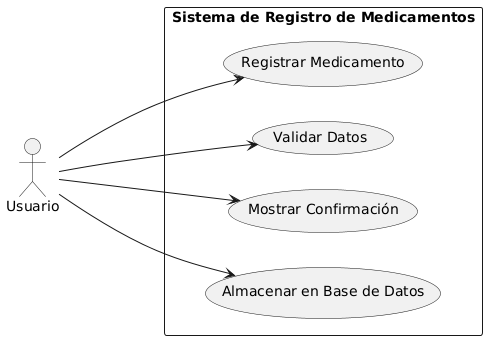 Sistema de Registro de Medicamentos
Registrar Medicamento
Validar Datos
Usuario
Mostrar Confirmación
Almacenar en Base de Datos